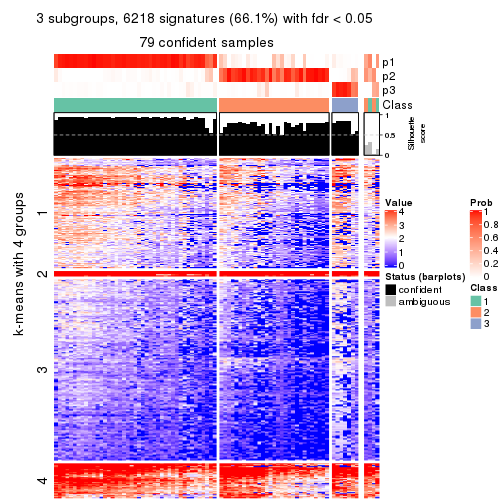 3 subgroups, 6218 signatures (66.1%) with fdr < 0.05
79 confident samples
p1
p2
p3
Class
1
0.5
0
Silhouette
score
k-means with 4 groups
1
2
3
4
Value
4
3
2
1
0
Status (barplots)
confident
ambiguous
Prob
1
0.8
0.6
0.4
0.2
0
Class
1
2
3